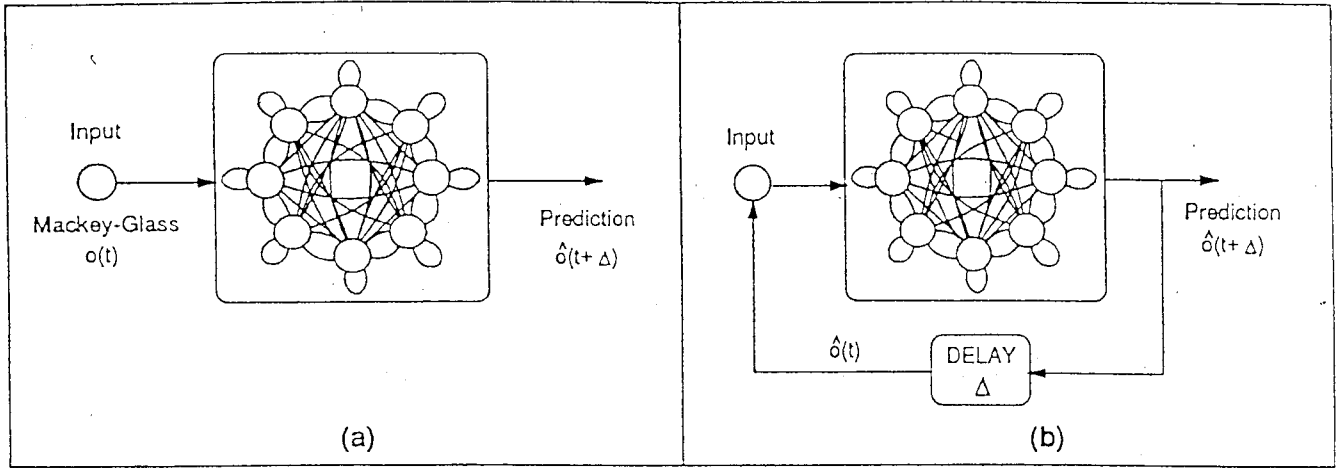 Input
Mackey-Glass
o(t)
Prediction
ô(t+ Δ)
(a)
Input
Prediction
ô(t+ Δ)
ô(t)
DELAY
Δ
(b)